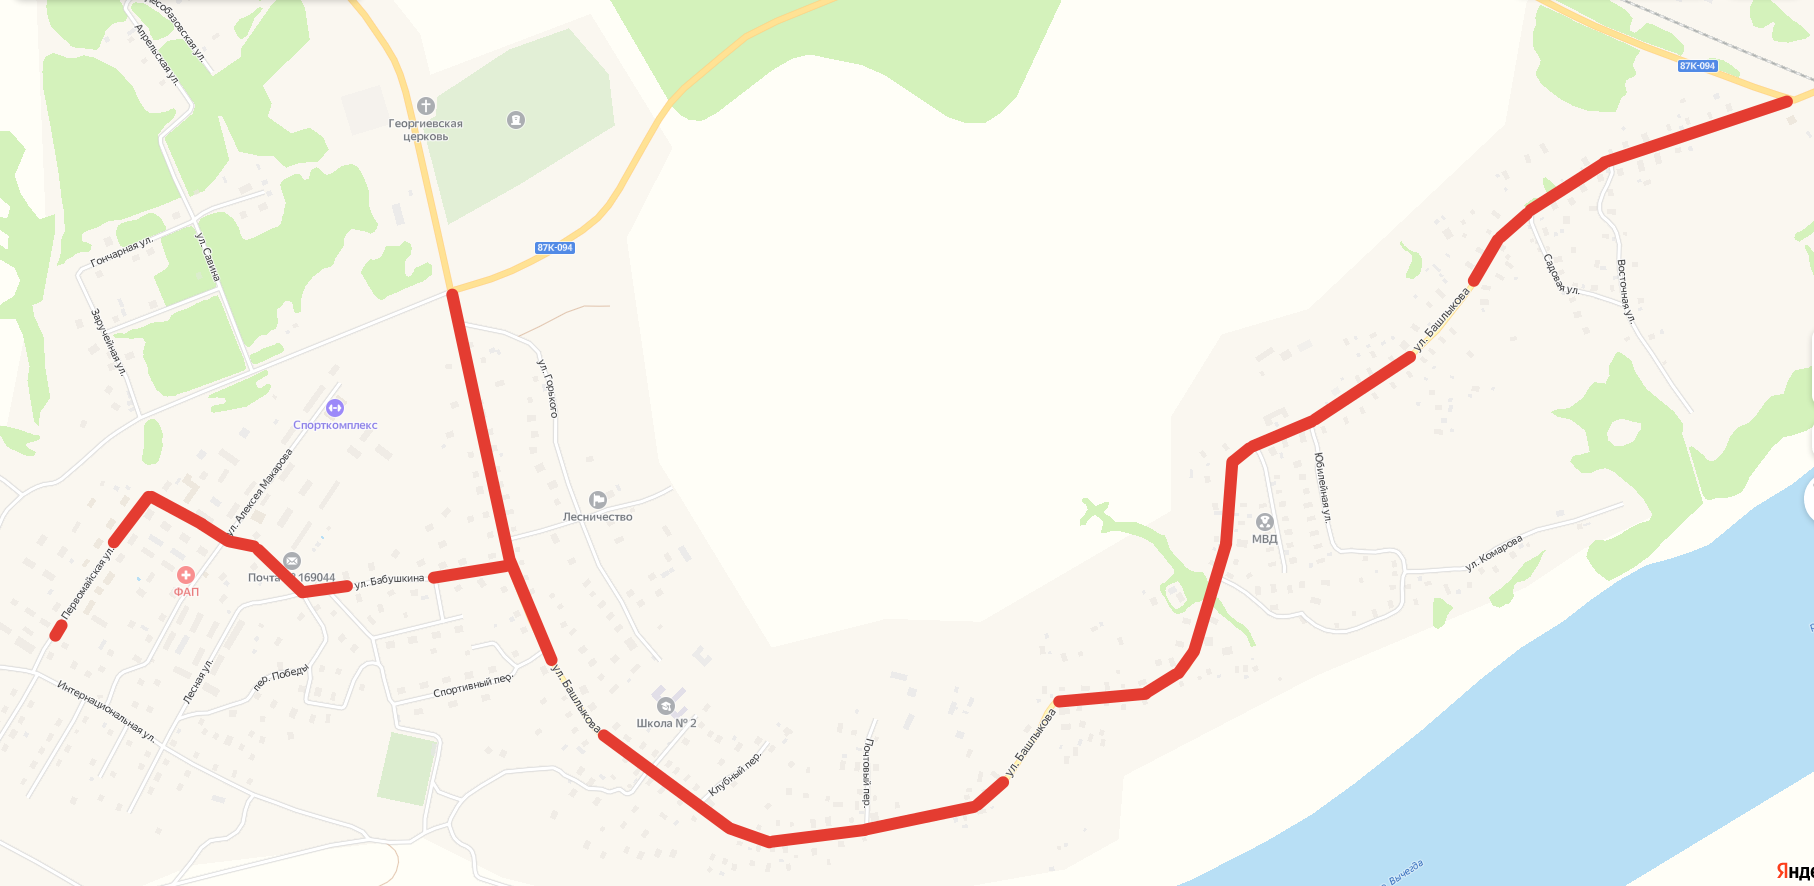 Лесобазовская ул.
Апрельская ул.
87К-094
Георгиевская
церковь
Гончарная ул.
ул. Савина
87К-094
Садовая ул.
Восточная ул.
ул. Башлыкова
Заручейная ул.
ул. Горького
Спорткомплекс
ул. Алексея Макарова
Юбилейная ул.
Лесничество
МВД
ул. Комарова
Первомайская ул.
Почта
169044
ул. Бабушкина
ФАП
Лесная ул.
пер. Победы
Спортивный пер.
ул. Башлыкова
Интернациональная ул.
Школа № 2
Клубный пер.
Почтовый пер.
ул. Башлыкова
р. Вычегда
Янде